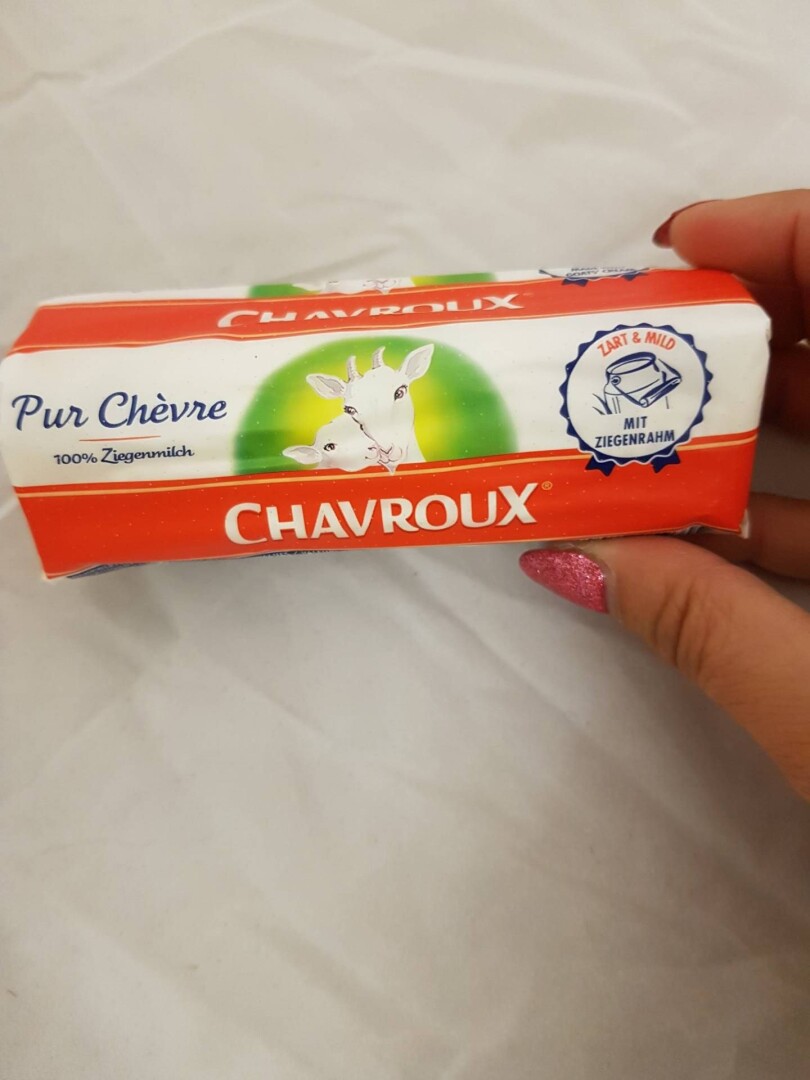 CHAVROUX
Pur Chèvre
100% Ziegenmilch
ZART & MILD
MIT
ZIEGENRAHM
CHAVROUX®